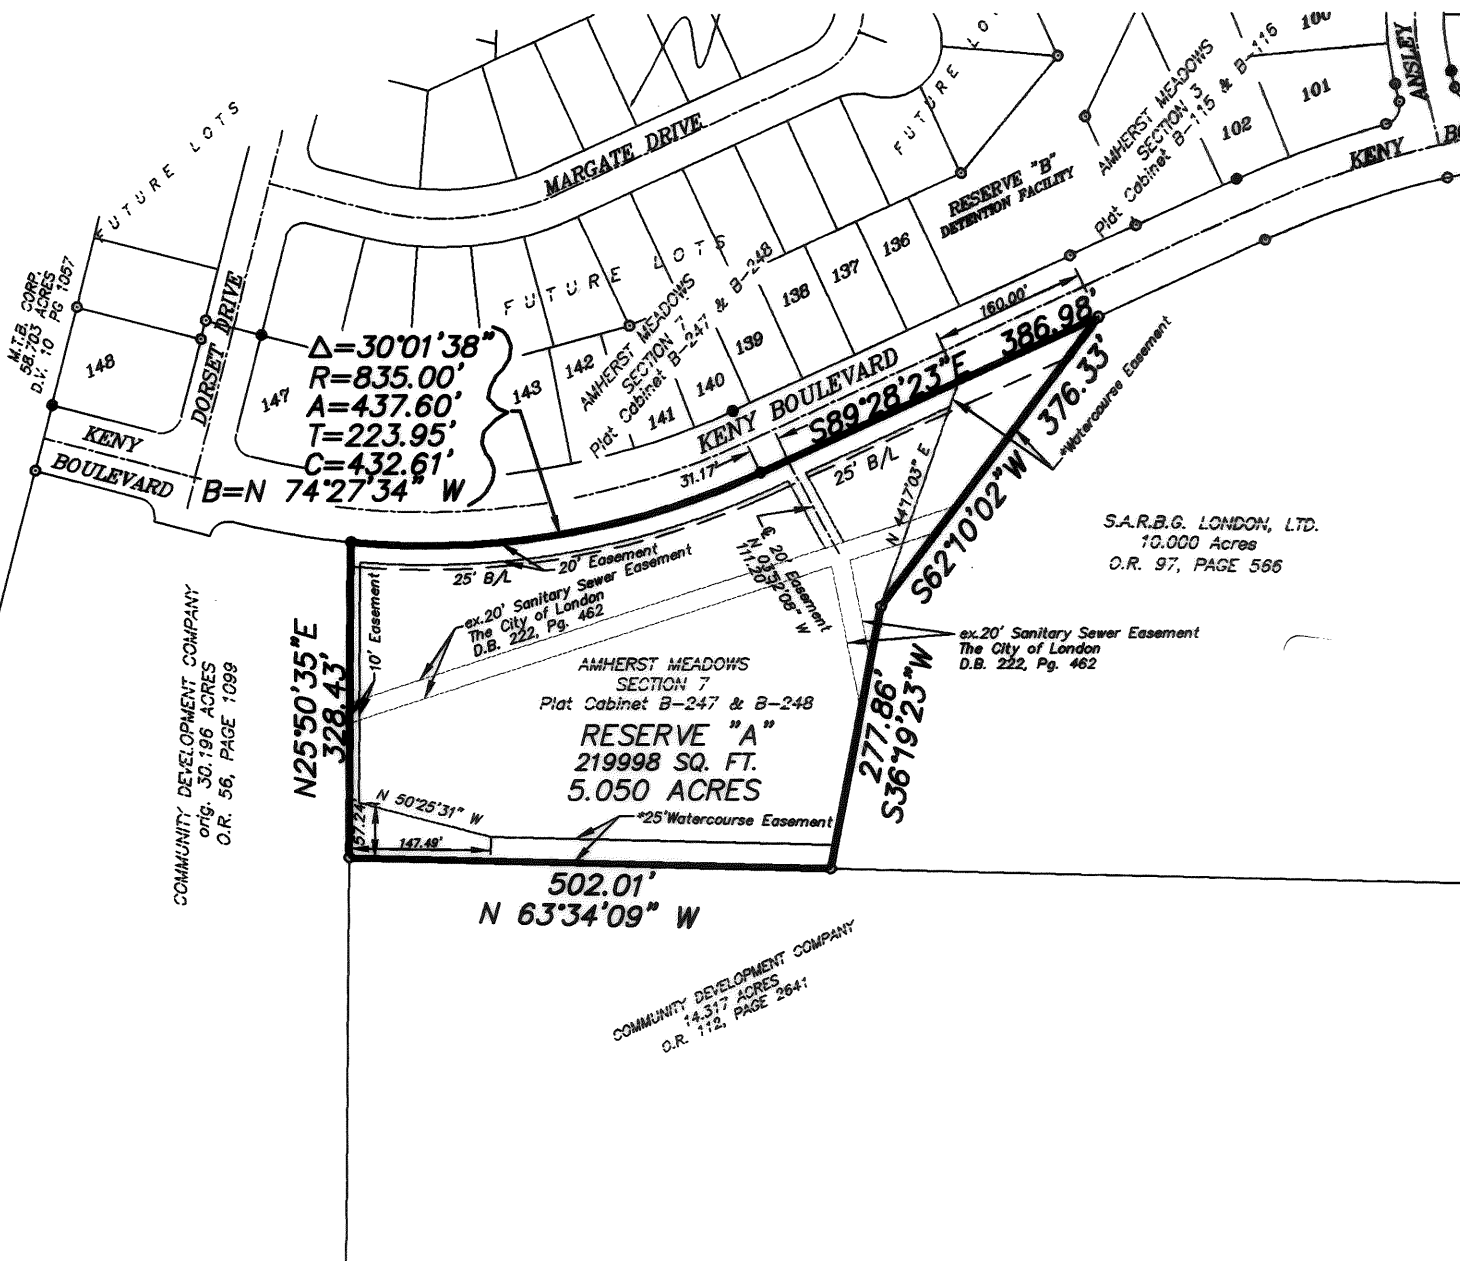 FUTURE LOTS
M.T.B. CORP.
58.703 ACRES
D.V. 10 PG 1057
148
DORSET DRIVE
147
KENY
BOULEVARD
MARGATE DRIVE
FUTURE LOTS
FUTURE LOTS
AMHERST MEADOWS
SECTION 7
Plat Cabinet B-247 & B-248
143
142
141
140
139
138
137
136
RESERVE "B"
DETENTION FACILITY
AMHERST MEADOWS
SECTION 3
Plat Cabinet B-115 & B-116
100
101
102
ANSLEY
KENY
Δ=30°01'38"
R=835.00'
A=437.60'
T=223.95'
C=432.61'
B=N 74°27'34" W
KENY BOULEVARD
160.00'
31.17'
S89°28'23"E
386.98'
376.33'
S62°10'02"W
*Watercourse Easement
25' B/L
N 44°17'03" E
S.A.R.B.G. LONDON, LTD.
10.000 Acres
O.R. 97, PAGE 566
25' B/L
20' Easement
ex.20' Sanitary Sewer Easement
The City of London
D.B. 222, Pg. 462
℄ 20' Easement
N 03°52'08" W
111.20'
10' Easement
N25°50'35"E
328.43'
COMMUNITY DEVELOPMENT COMPANY
orig. 30.196 ACRES
O.R. 56, PAGE 1099
ex.20' Sanitary Sewer Easement
The City of London
D.B. 222, Pg. 462
AMHERST MEADOWS
SECTION 7
Plat Cabinet B-247 & B-248
RESERVE "A"
219998 SQ. FT.
5.050 ACRES
277.86'
S36°19'23"W
N 50°25'31" W
57.24'
147.49'
*25'Watercourse Easement
502.01'
N 63°34'09" W
COMMUNITY DEVELOPMENT COMPANY
14.317 ACRES
O.R. 112, PAGE 2641